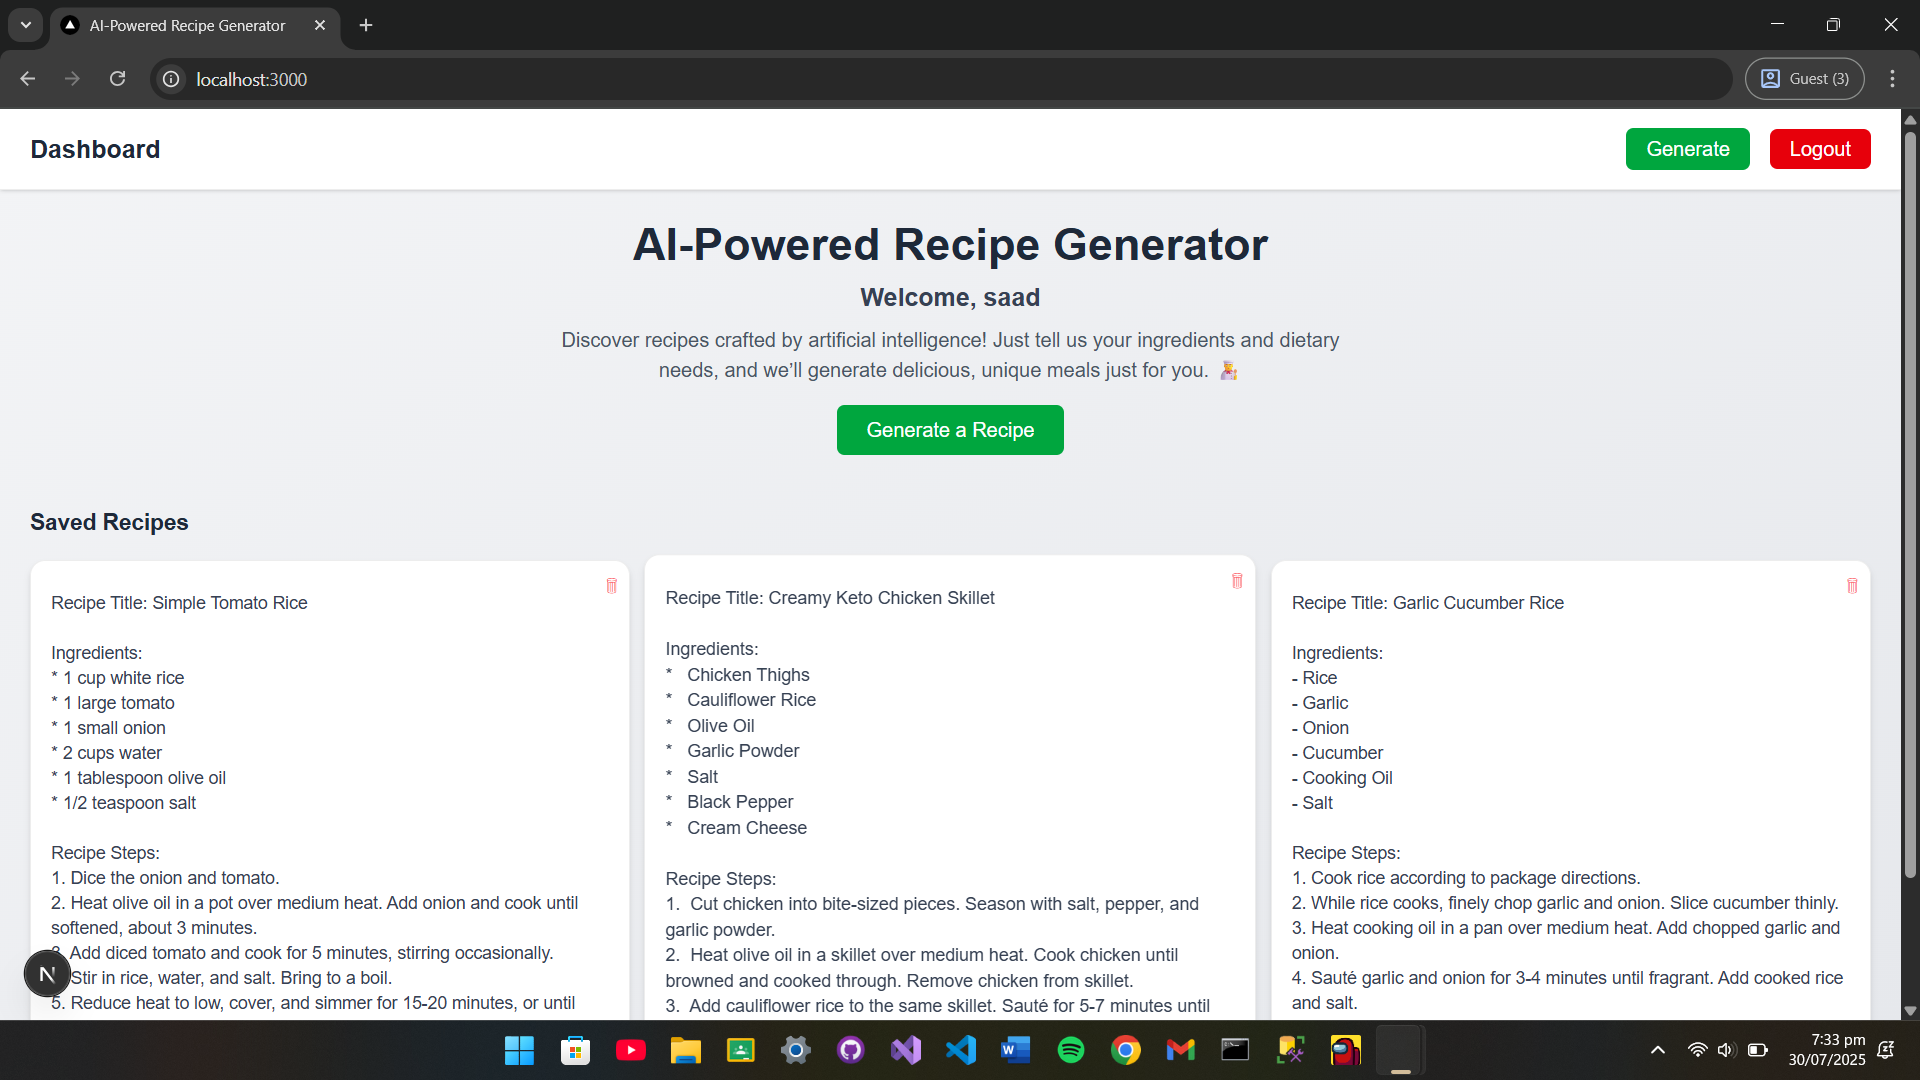 AI-Powered Recipe Generator
localhost:3000
Guest (3)
Dashboard
Generate
Logout
AI-Powered Recipe Generator
Welcome, saad
Discover recipes crafted by artificial intelligence! Just tell us your ingredients and dietary
needs, and we’ll generate delicious, unique meals just for you.
Generate a Recipe
Saved Recipes
Recipe Title: Simple Tomato Rice
Ingredients:
* 1 cup white rice
* 1 large tomato
* 1 small onion
* 2 cups water
* 1 tablespoon olive oil
* 1/2 teaspoon salt
Recipe Steps:
1. Dice the onion and tomato.
2. Heat olive oil in a pot over medium heat. Add onion and cook until
softened, about 3 minutes.
Add diced tomato and cook for 5 minutes, stirring occasionally.
Stir in rice, water, and salt. Bring to a boil.
5. Reduce heat to low, cover, and simmer for 15-20 minutes, or until
N
Recipe Title: Creamy Keto Chicken Skillet
Ingredients:
* Chicken Thighs
* Cauliflower Rice
* Olive Oil
* Garlic Powder
* Salt
* Black Pepper
* Cream Cheese
Recipe Steps:
1. Cut chicken into bite-sized pieces. Season with salt, pepper, and
garlic powder.
2. Heat olive oil in a skillet over medium heat. Cook chicken until
browned and cooked through. Remove chicken from skillet.
3. Add cauliflower rice to the same skillet. Sauté for 5-7 minutes until
Recipe Title: Garlic Cucumber Rice
Ingredients:
- Rice
- Garlic
- Onion
- Cucumber
- Cooking Oil
- Salt
Recipe Steps:
1. Cook rice according to package directions.
2. While rice cooks, finely chop garlic and onion. Slice cucumber thinly.
3. Heat cooking oil in a pan over medium heat. Add chopped garlic and
onion.
4. Sauté garlic and onion for 3-4 minutes until fragrant. Add cooked rice
and salt.
7:33 pm
30/07/2025